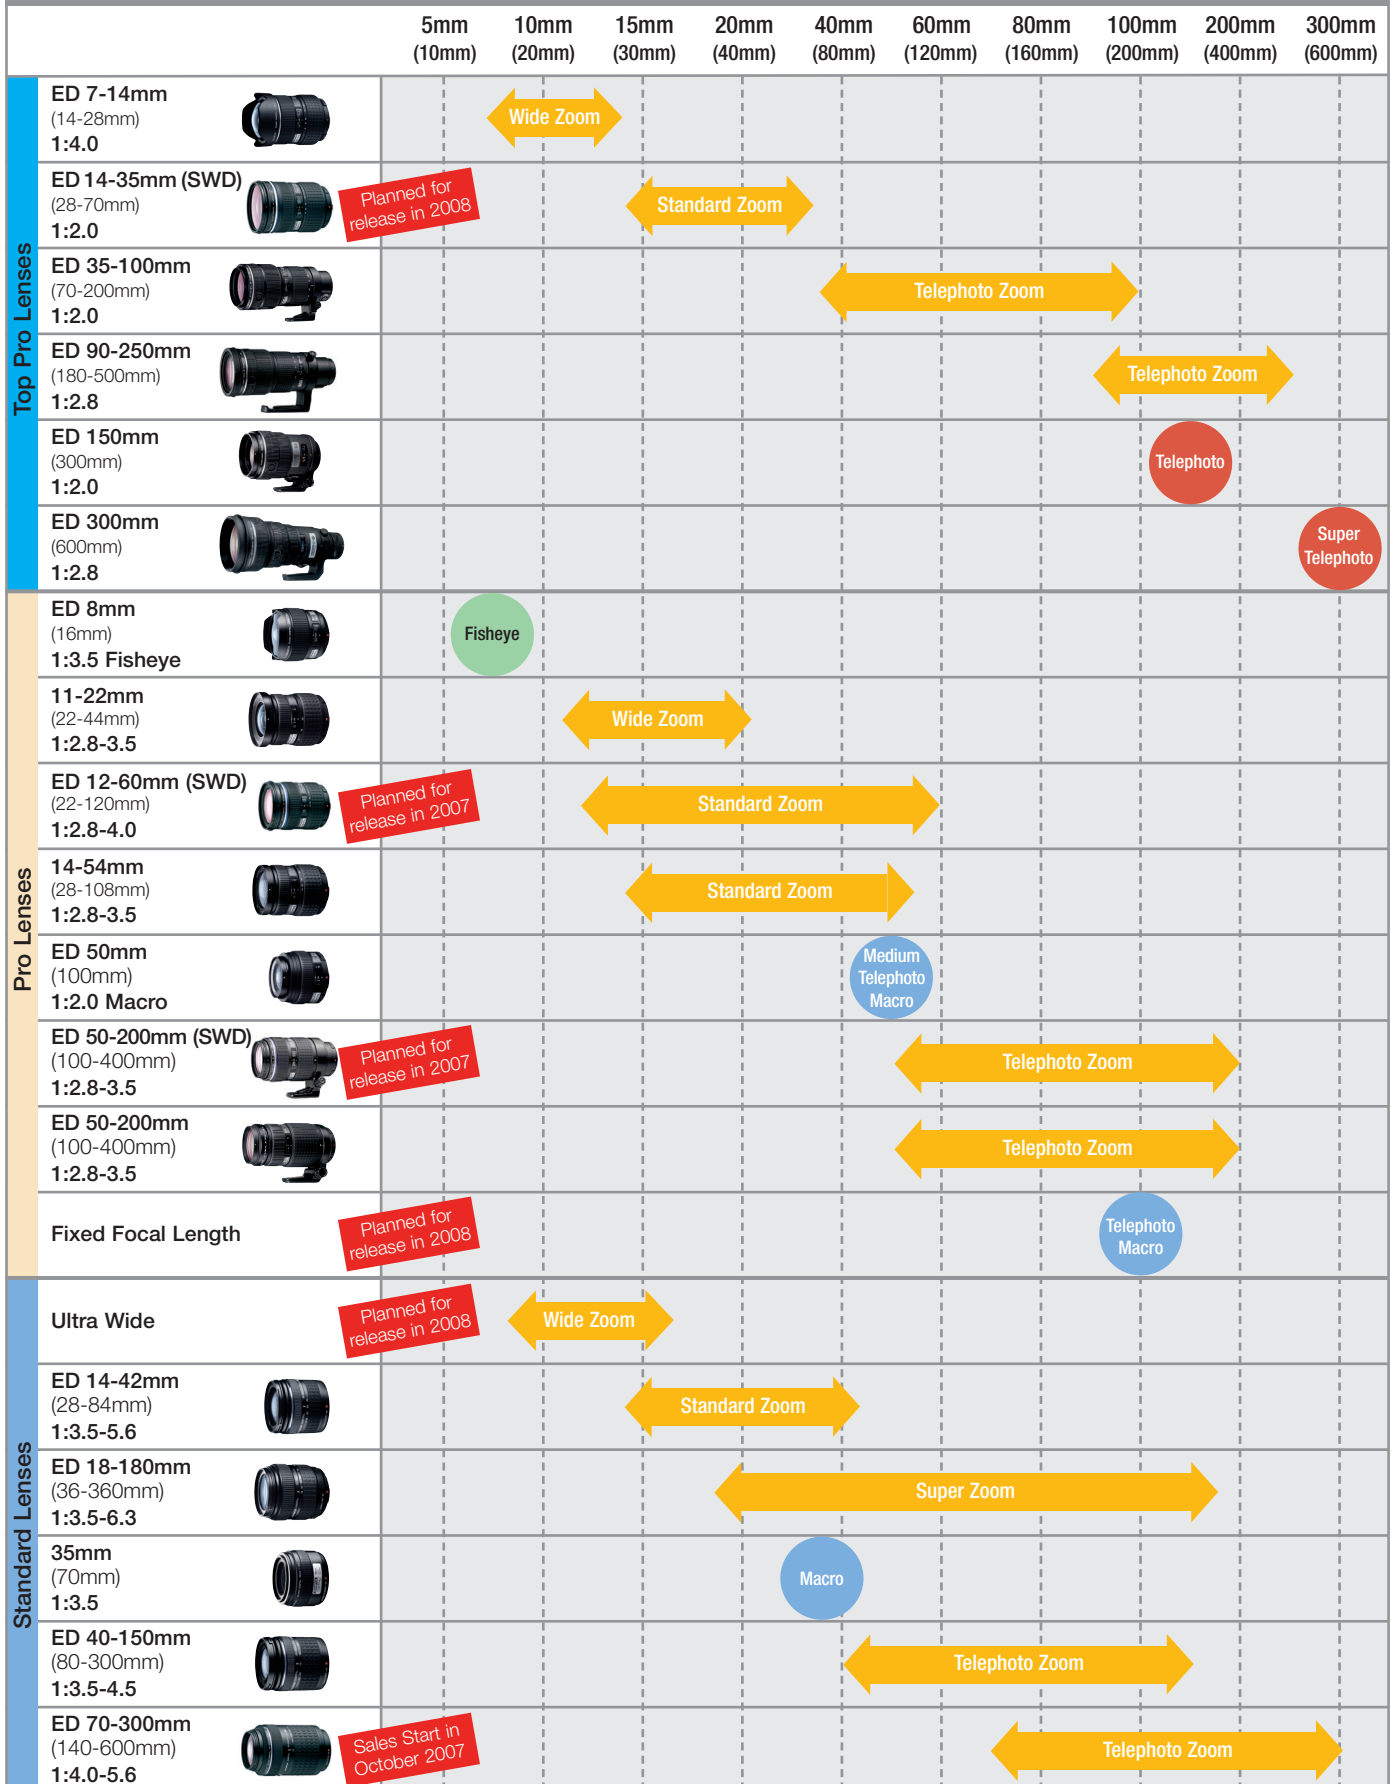 5mm 10mm 15mm 20mm 40mm 60mm 80mm 100mm 200mm 300mm
(10mm) (20mm) (30mm) (40mm) (80mm) (120mm) (160mm) (200mm) (400mm) (600mm)
Top Pro Lenses
ED 7-14mm
(14-28mm)
1:4.0
Wide Zoom
ED 14-35mm (SWD)
(28-70mm)
1:2.0
Planned for
release in 2008
Standard Zoom
ED 35-100mm
(70-200mm)
1:2.0
Telephoto Zoom
ED 90-250mm
(180-500mm)
1:2.8
Telephoto Zoom
ED 150mm
(300mm)
1:2.0
Telephoto
ED 300mm
(600mm)
1:2.8
Super
Telephoto
Pro Lenses
ED 8mm
(16mm)
1:3.5 Fisheye
Fisheye
11-22mm
(22-44mm)
1:2.8-3.5
Wide Zoom
ED 12-60mm (SWD)
(22-120mm)
1:2.8-4.0
Planned for
release in 2007
Standard Zoom
14-54mm
(28-108mm)
1:2.8-3.5
Standard Zoom
ED 50mm
(100mm)
1:2.0 Macro
Medium
Telephoto
Macro
ED 50-200mm (SWD)
(100-400mm)
1:2.8-3.5
Planned for
release in 2007
Telephoto Zoom
ED 50-200mm
(100-400mm)
1:2.8-3.5
Telephoto Zoom
Fixed Focal Length
Planned for
release in 2008
Telephoto
Macro
Standard Lenses
Ultra Wide
Planned for
release in 2008
Wide Zoom
ED 14-42mm
(28-84mm)
1:3.5-5.6
Standard Zoom
ED 18-180mm
(36-360mm)
1:3.5-6.3
Super Zoom
35mm
(70mm)
1:3.5
Macro
ED 40-150mm
(80-300mm)
1:3.5-4.5
Telephoto Zoom
ED 70-300mm
(140-600mm)
1:4.0-5.6
Sales Start in
October 2007
Telephoto Zoom